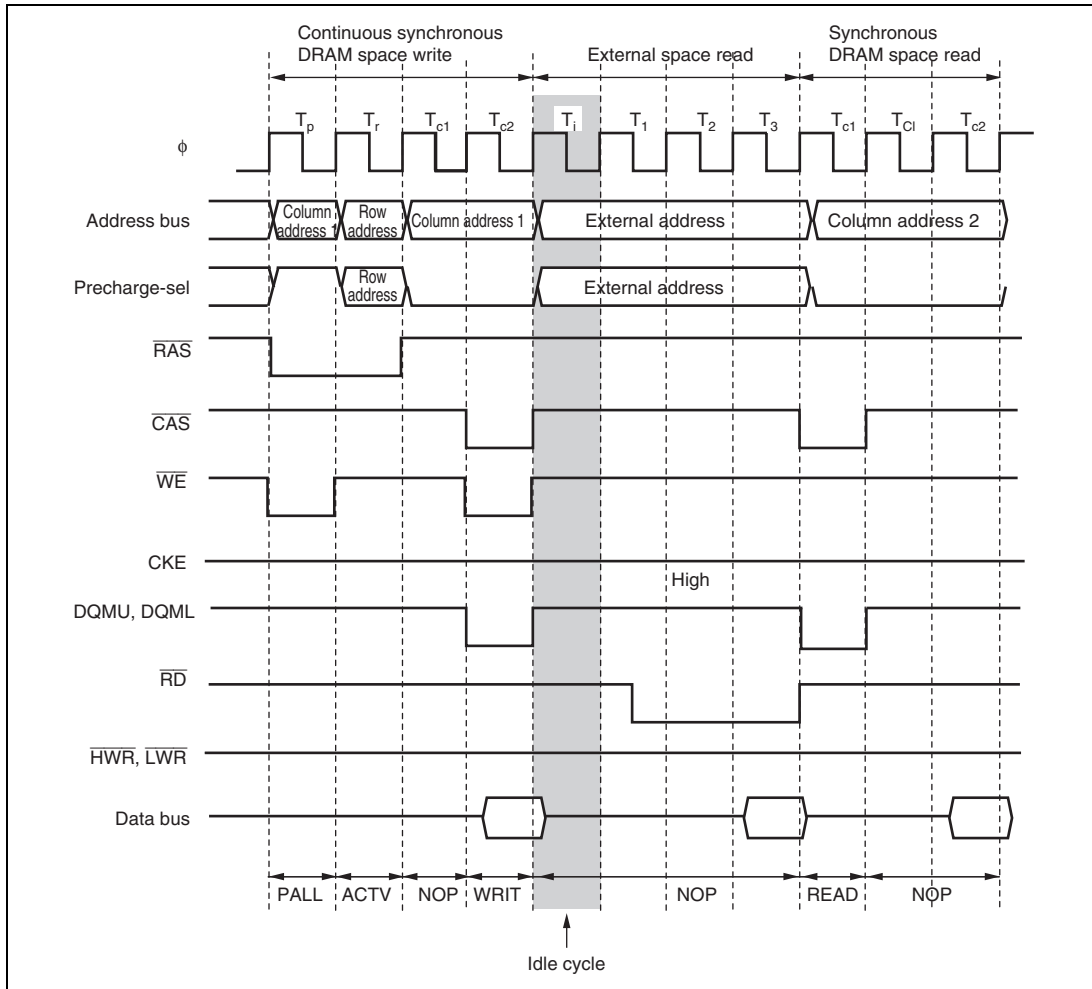 Continuous synchronous
DRAM space write
External space read
Synchronous
DRAM space read
Tp Tr Tc1 Tc2 Ti T1 T2 T3 Tc1 TCl Tc2
ϕ
Address bus
Column
address 1
Row
address
Column address 1
External address
Column address 2
Precharge-sel
Row
address
External address
RAS
CAS
WE
CKE
High
DQMU, DQML
RD
HWR, LWR
Data bus
PALL ACTV NOP WRIT NOP READ NOP
Idle cycle